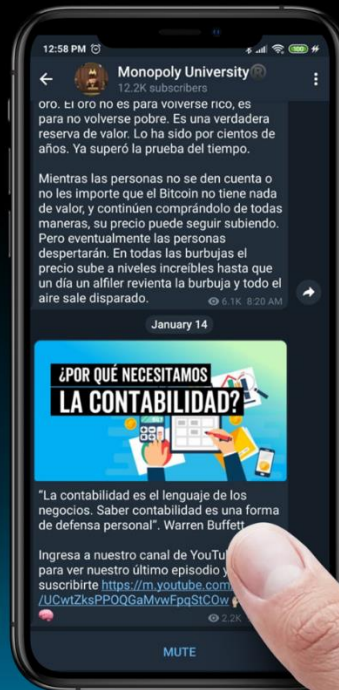 12:58 PM
100
Monopoly University®
12.2K subscribers
oro. El oro no es para volverse rico, es
para no volverse pobre. Es una verdadera
reserva de valor. Lo ha sido por cientos de
años. Ya superó la prueba del tiempo.
Mientras las personas no se den cuenta o
no les importe que el Bitcoin no tiene nada
de valor, y continúen comprándolo de todas
maneras, su precio puede seguir subiendo.
Pero eventualmente las personas
despertarán. En todas las burbujas el
precio sube a niveles increíbles hasta que
un día un alfiler revienta la burbuja y todo el
aire sale disparado.
6.1K 8:20 AM
January 14
¿POR QUÉ NECESITAMOS
LA CONTABILIDAD?
"La contabilidad es el lenguaje de los
negocios. Saber contabilidad es una forma
de defensa personal". Warren Buffett
Ingresa a nuestro canal de YouTu
para ver nuestro último episodio y
suscribirte https://m.youtube.com
/UCwtZksPPOQGaMvwFpqStCOw
2.2K
MUTE